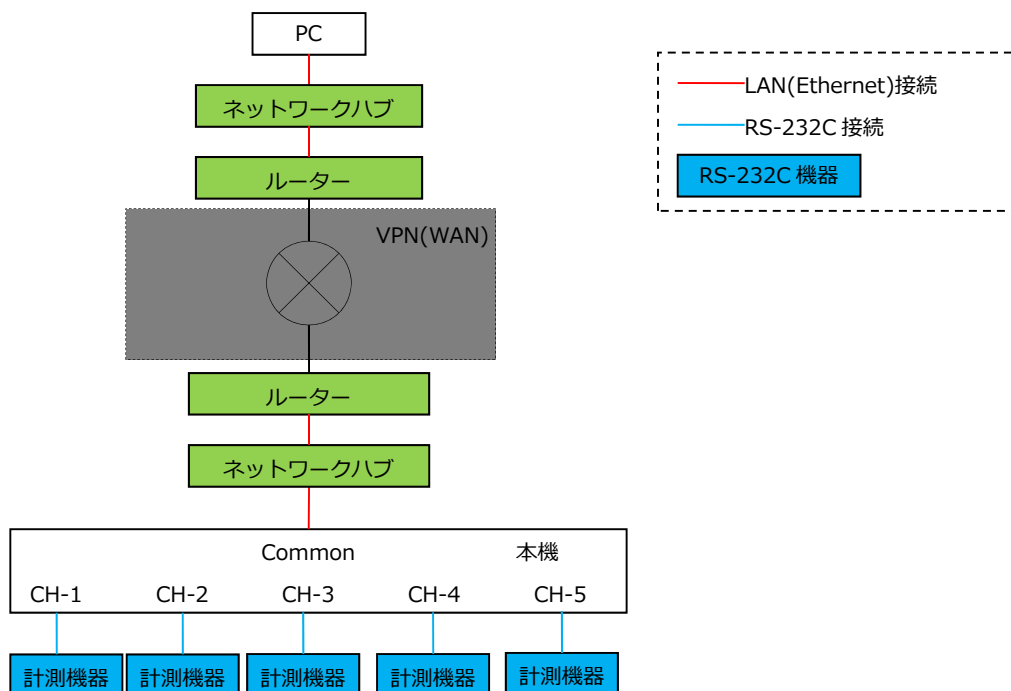 PC
ネットワークハブ
ルーター
VPN(WAN)
ルーター
ネットワークハブ
Common 本機
CH-1 CH-2 CH-3 CH-4 CH-5
計測機器 計測機器 計測機器 計測機器 計測機器
LAN(Ethernet)接続
RS-232C 接続
RS-232C 機器